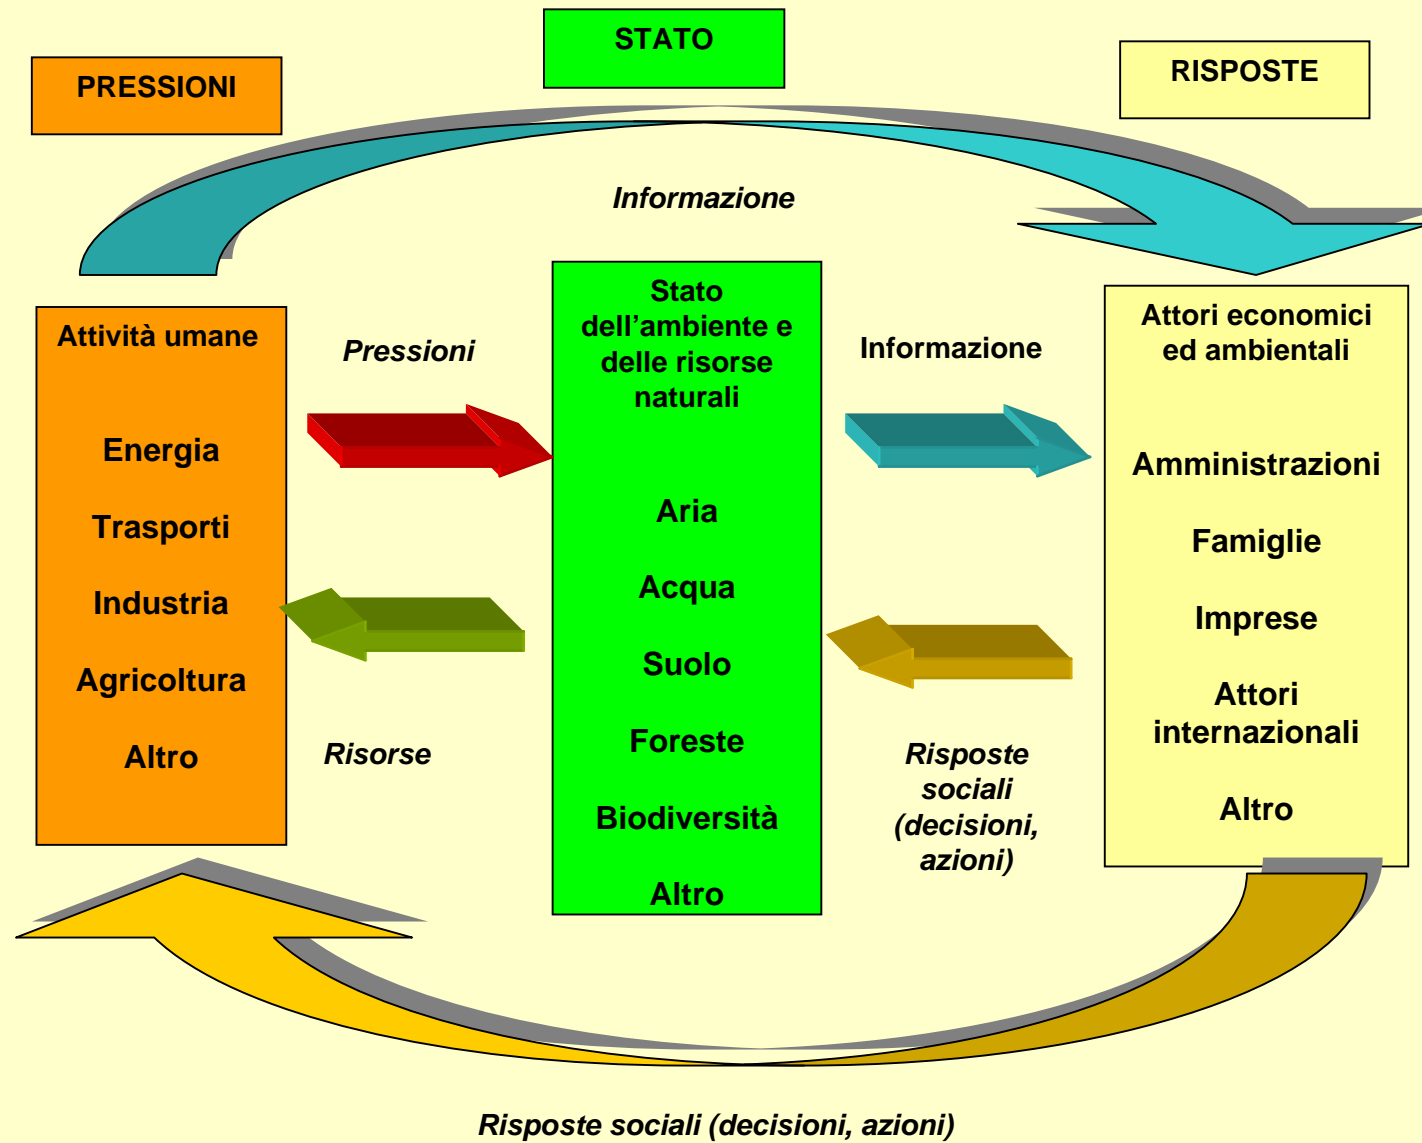 PRESSIONI
STATO
RISPOSTE
Informazione
Attività umane
Energia
Trasporti
Industria
Agricoltura
Altro
Pressioni
Risorse
Stato
dell’ambiente e
delle risorse
naturali
Aria
Acqua
Suolo
Foreste
Biodiversità
Altro
Informazione
Risposte
sociali
(decisioni,
azioni)
Attori economici
ed ambientali
Amministrazioni
Famiglie
Imprese
Attori
internazionali
Altro
Risposte sociali (decisioni, azioni)